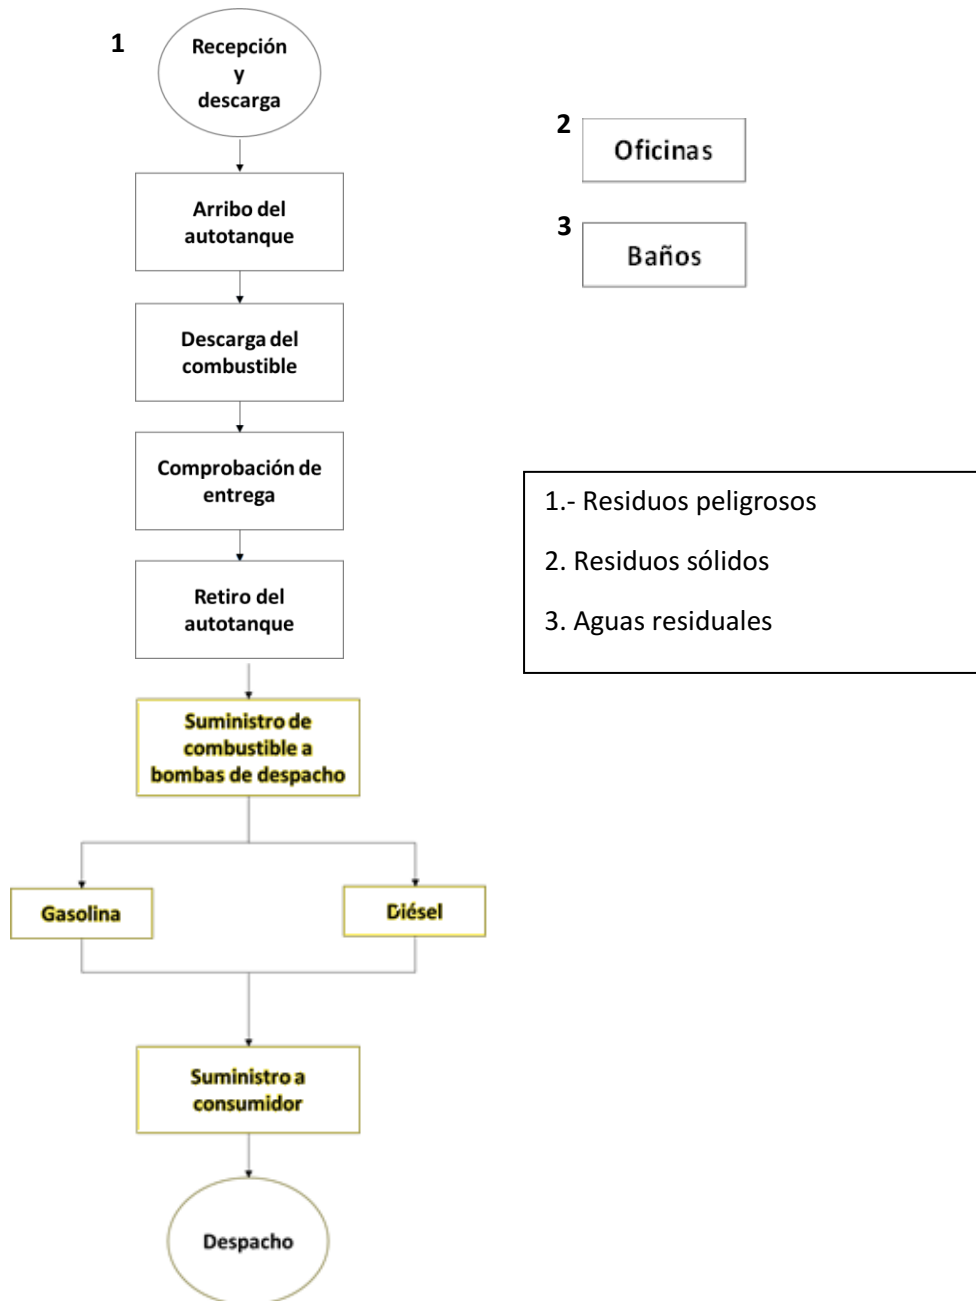 1
Recepción
y
descarga
Arribo del
autotanque
Descarga del
combustible
Comprobación de
entrega
Retiro del
autotanque
Suministro de
combustible a
bombas de despacho
Gasolina
Diésel
Suministro a
consumidor
Despacho
2
Oficinas
3
Baños
1.- Residuos peligrosos
2. Residuos sólidos
3. Aguas residuales